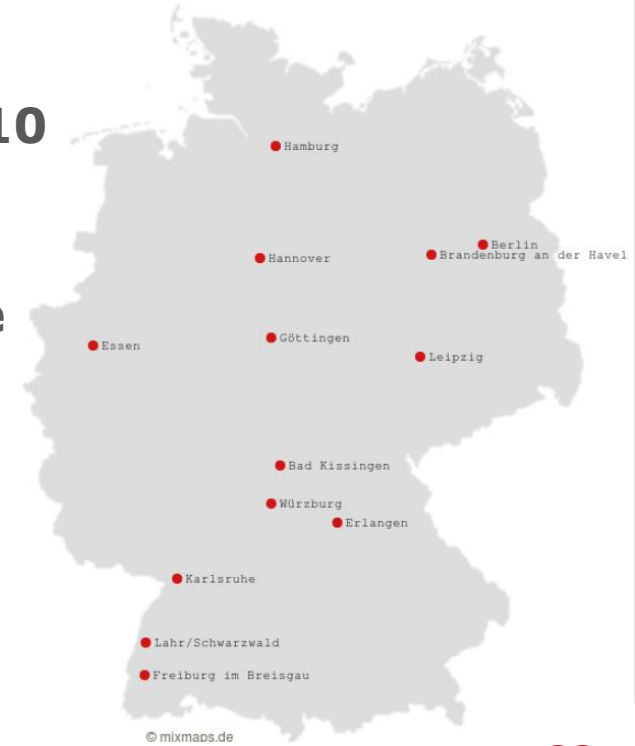 10
Hamburg
Berlin
Brandenburg an der Havel
Hannover
Göttingen
Essen
Leipzig
Bad Kissingen
Würzburg
Erlangen
Karlsruhe
Lahr/Schwarzwald
Freiburg im Breisgau
© mixmaps.de